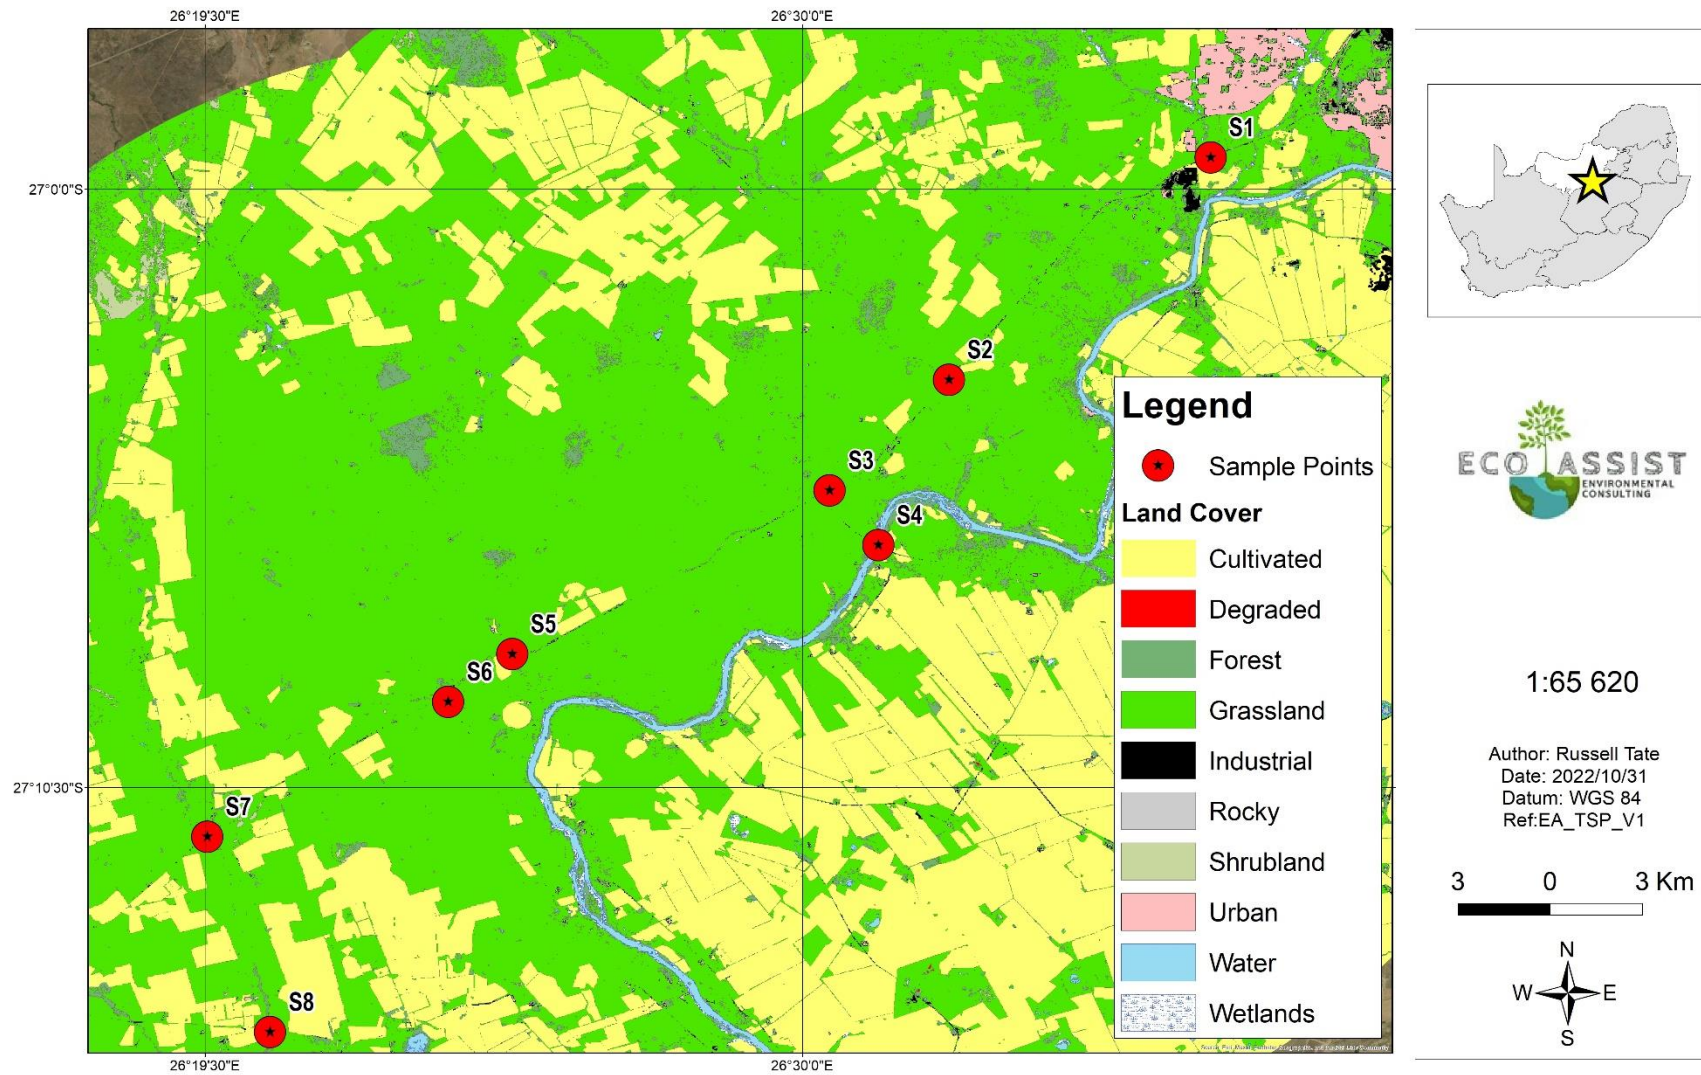 26°19'30"E
26°30'0"E
27°0'0"S
27°10'30"S
S1
S2
S3
S4
S5
S6
S7
S8
26°19'30"E
26°30'0"E
Legend
Sample Points
Land Cover
Cultivated
Degraded
Forest
Grassland
Industrial
Rocky
Shrubland
Urban
Water
Wetlands
ECO ASSIST
ENVIRONMENTAL
CONSULTING
1:65 620
Author: Russell Tate
Date: 2022/10/31
Datum: WGS 84
Ref:EA_TSP_V1
3 0 3 Km
N
W E
S